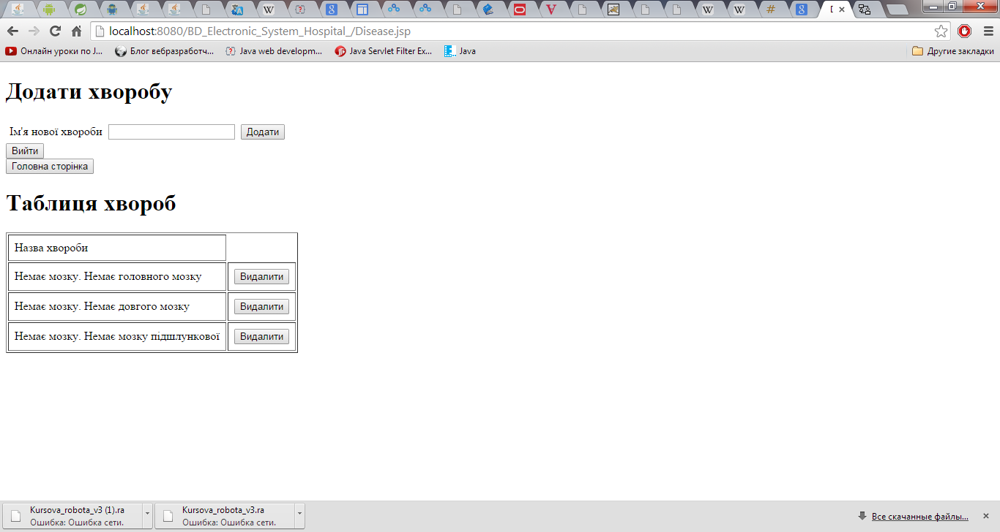 localhost:8080/BD_Electronic_System_Hospital_/Disease.jsp
Онлайн уроки по J... Блог вебразработч... Java web developm... Java Servlet Filter Ex... Java Другие закладки
Додати хворобу
Ім'я нової хвороби Додати
Вийти
Головна сторінка
Таблиця хвороб
Назва хвороби
Немає мозку. Немає головного мозку Видалити
Немає мозку. Немає довгого мозку Видалити
Немає мозку. Немає мозку підшлункової Видалити
Kursova_robota_v3 (1).ra Kursova_robota_v3.ra
Ошибка: Ошибка сети. Ошибка: Ошибка сети. Все скачанные файлы...